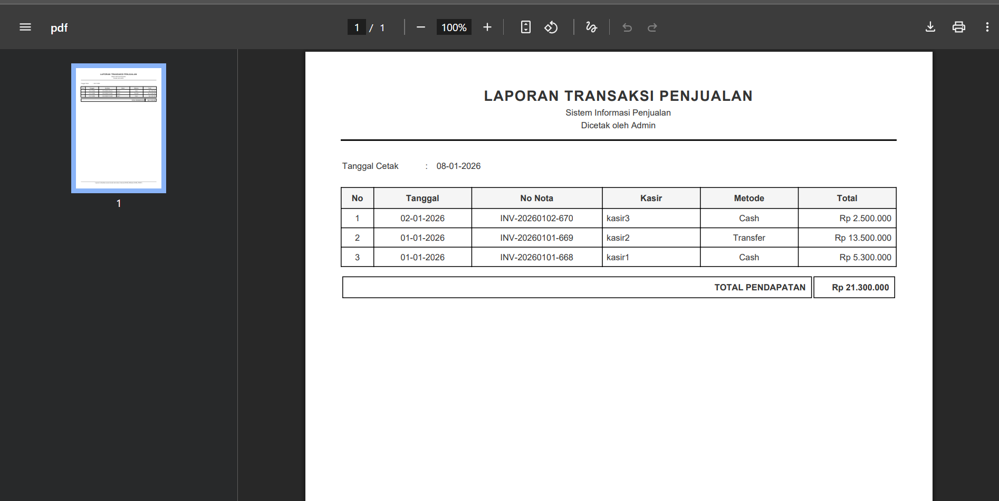 pdf
1 / 1
100%
1
LAPORAN TRANSAKSI PENJUALAN
Sistem Informasi Penjualan
Dicetak oleh Admin
Tanggal Cetak : 08-01-2026
No Tanggal No Nota Kasir Metode Total
1 02-01-2026 INV-20260102-670 kasir3 Cash Rp 2.500.000
2 01-01-2026 INV-20260101-669 kasir2 Transfer Rp 13.500.000
3 01-01-2026 INV-20260101-668 kasir1 Cash Rp 5.300.000
TOTAL PENDAPATAN Rp 21.300.000